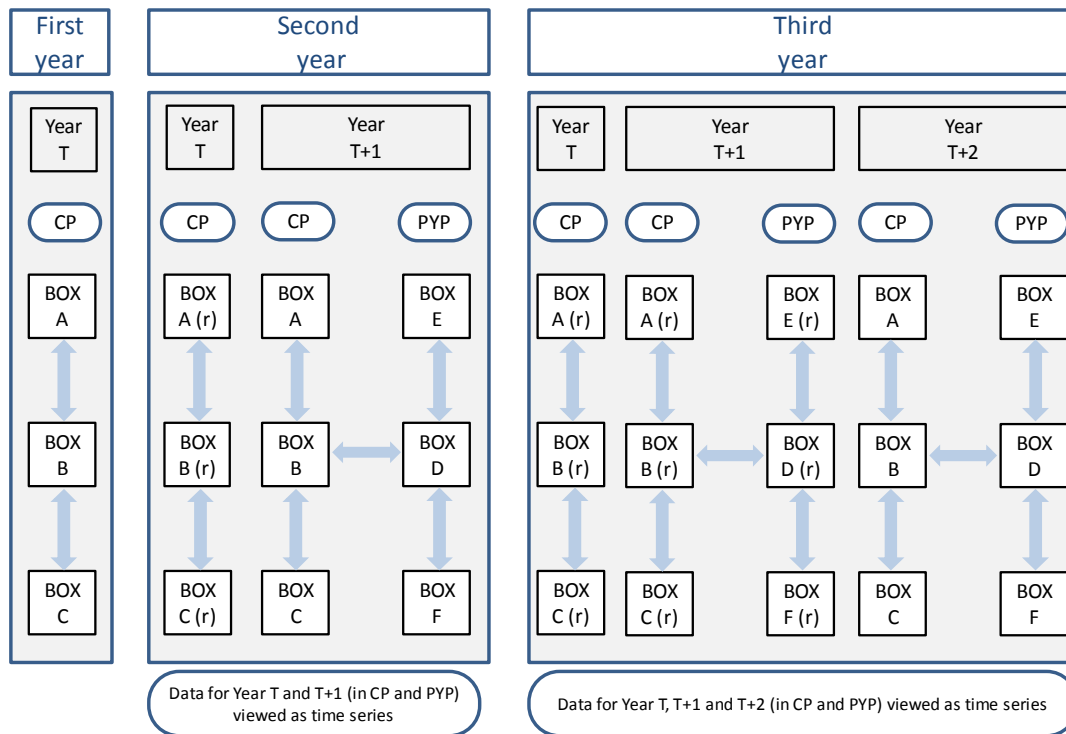 First
year
Second
year
Third
year
Year
T
Year
T
Year
T+1
Year
T
Year
T+1
Year
T+2
CP
CP
CP
PYP
CP
CP
PYP
CP
PYP
BOX
A
BOX
A (r)
BOX
A
BOX
E
BOX
A (r)
BOX
A (r)
BOX
E (r)
BOX
A
BOX
E
BOX
B
BOX
B (r)
BOX
B
BOX
D
BOX
B (r)
BOX
B (r)
BOX
D (r)
BOX
B
BOX
D
BOX
C
BOX
C (r)
BOX
C
BOX
F
BOX
C (r)
BOX
C (r)
BOX
F (r)
BOX
C
BOX
F
Data for Year T and T+1 (in CP and PYP)
viewed as time series
Data for Year T, T+1 and T+2 (in CP and PYP) viewed as time series